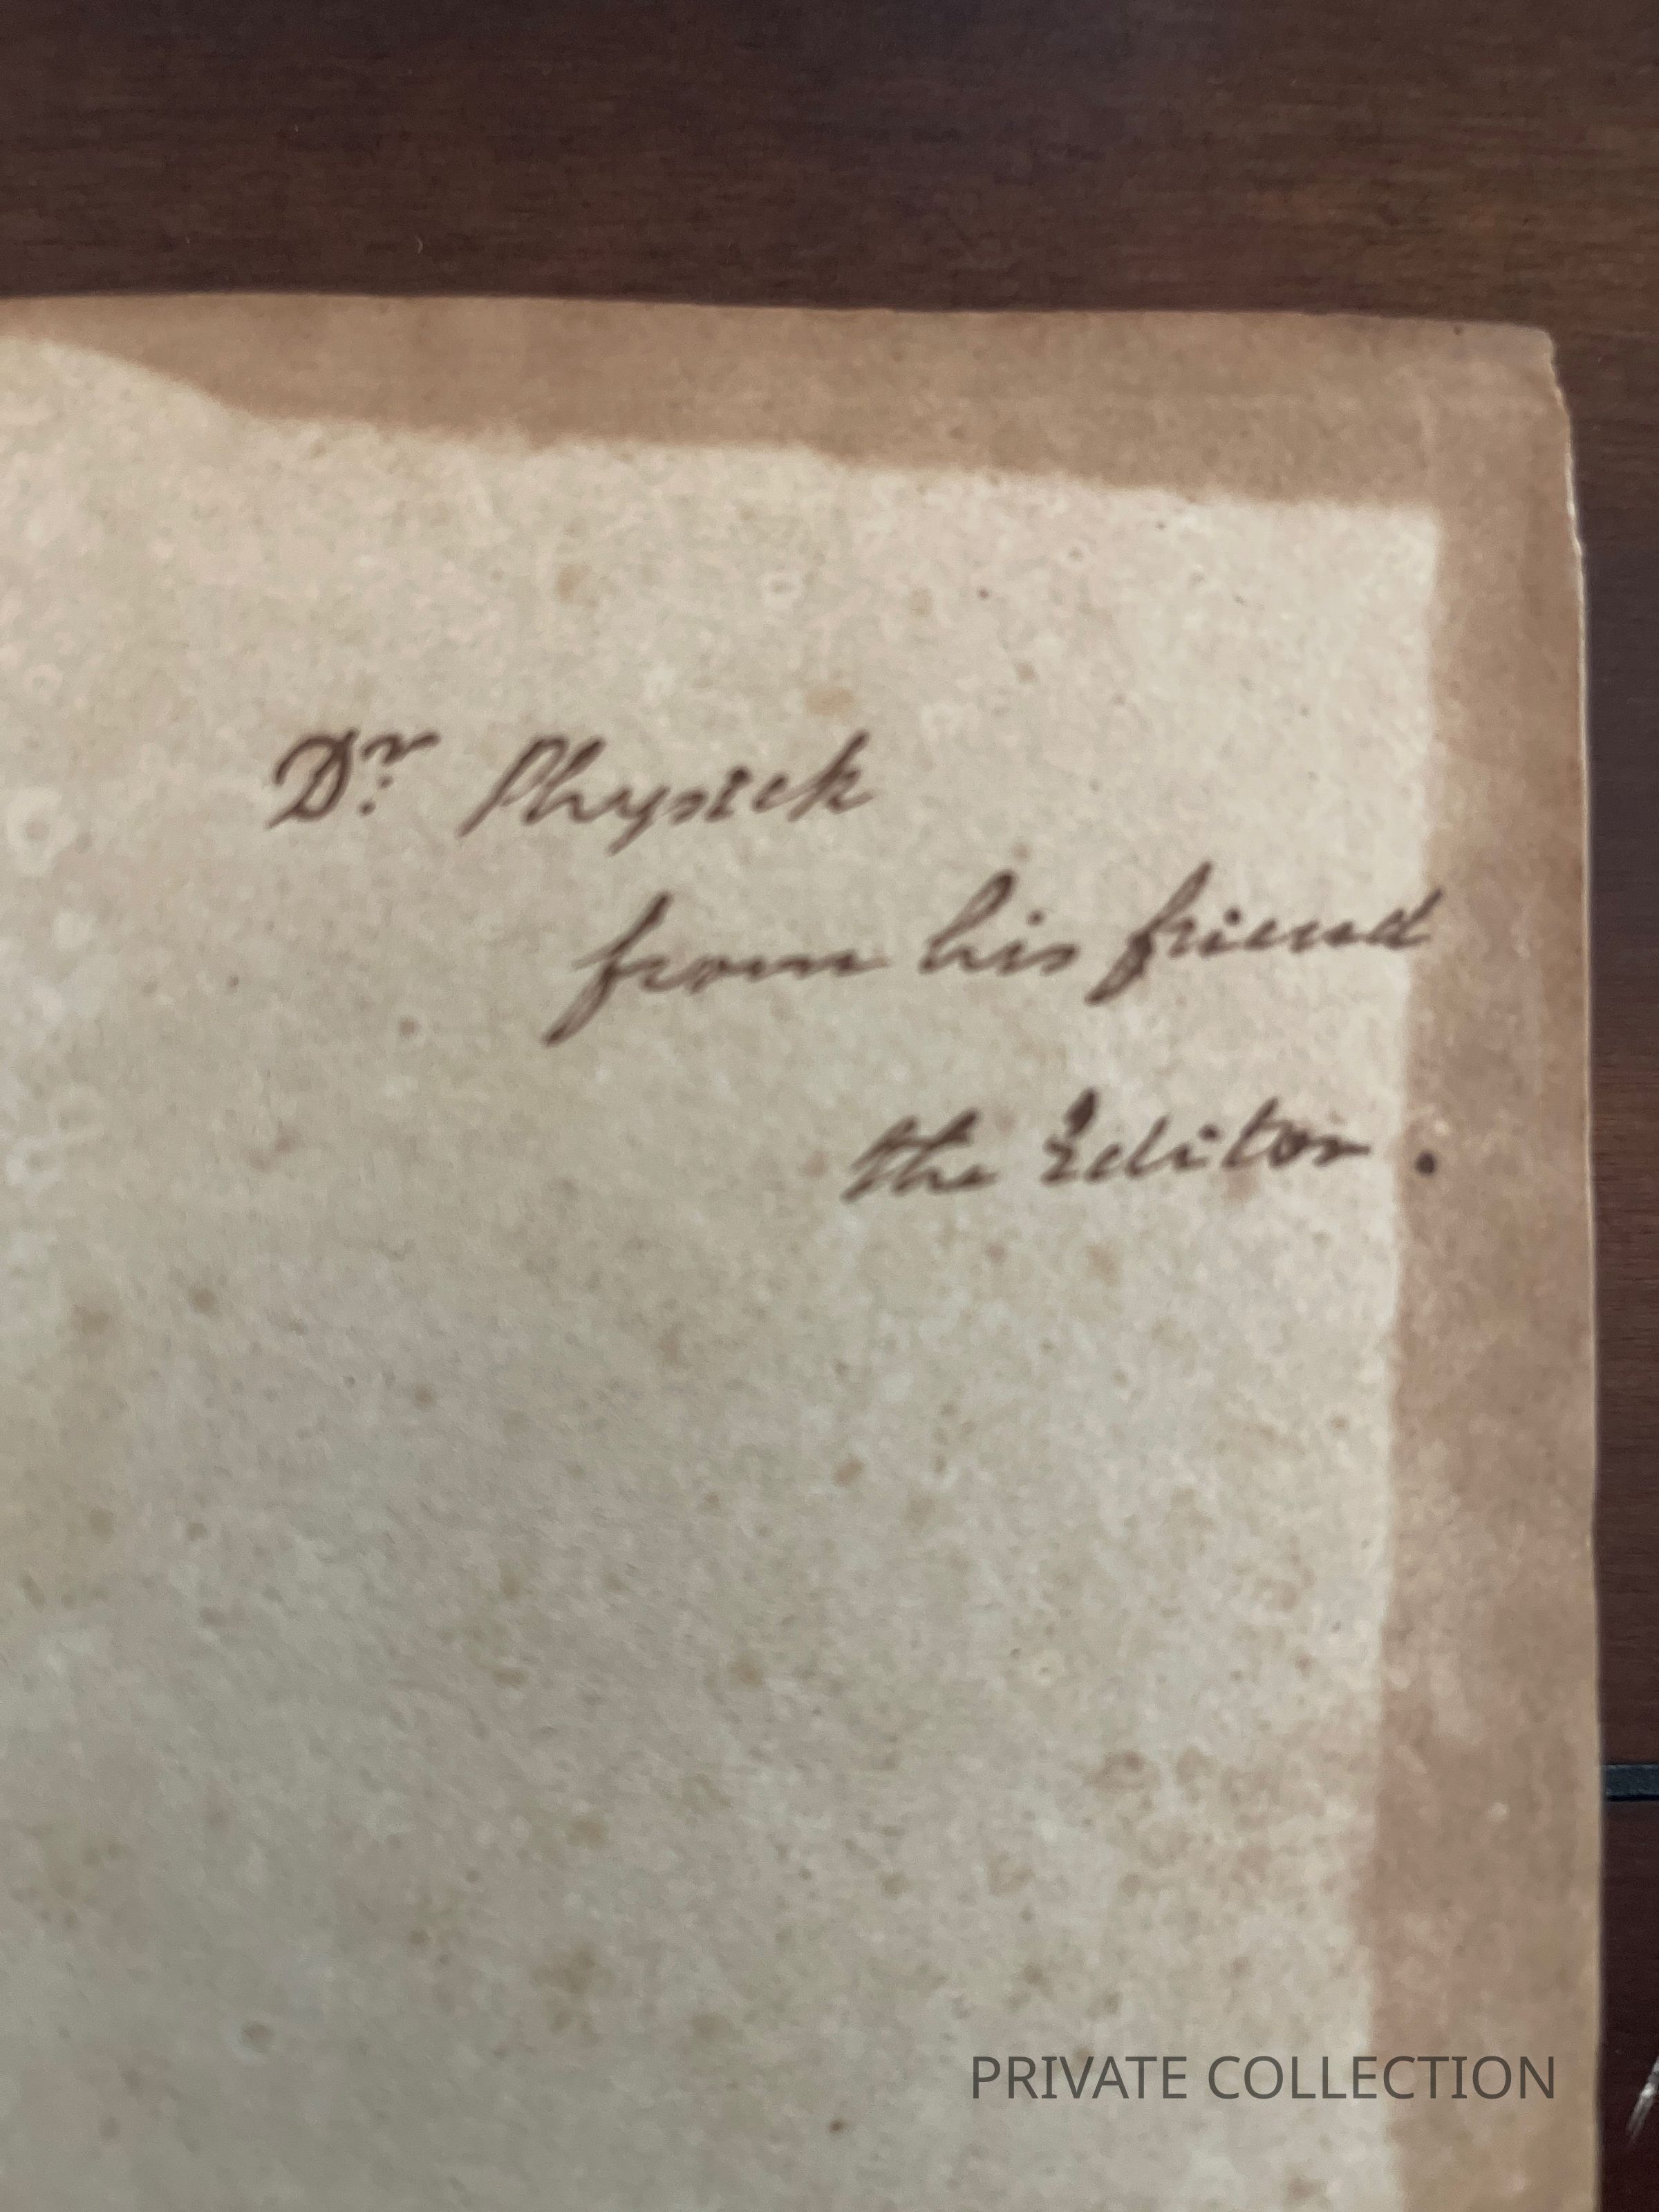 Dr. Physick
from his friend
the Editor.
PRIVATE COLLECTION